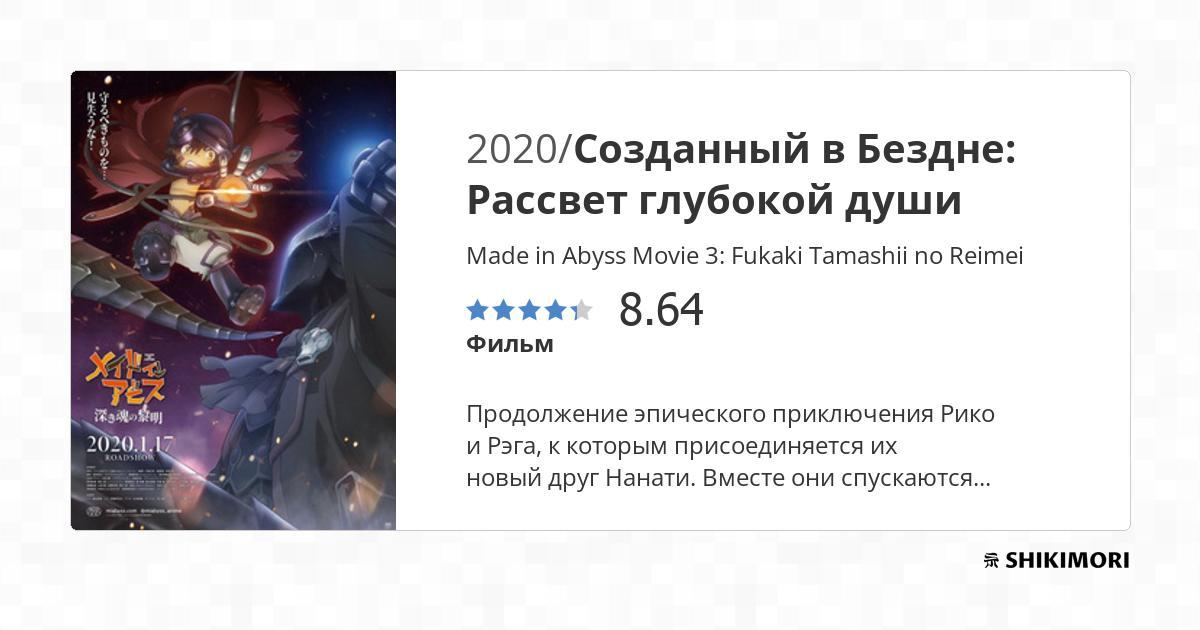 守るべきものを…
見失うな!
メイドイン
アビス
深き魂の黎明
2020.1.17
ROADSHOW
miabyss.com @miabyss_anime
2020/Созданный в Бездне:
Рассвет глубокой души
Made in Abyss Movie 3: Fukaki Tamashii no Reimei
8.64
Фильм
Продолжение эпического приключения Рико
и Рэга, к которым присоединяется их
новый друг Нанати. Вместе они спускаются...
SHIKIMORI